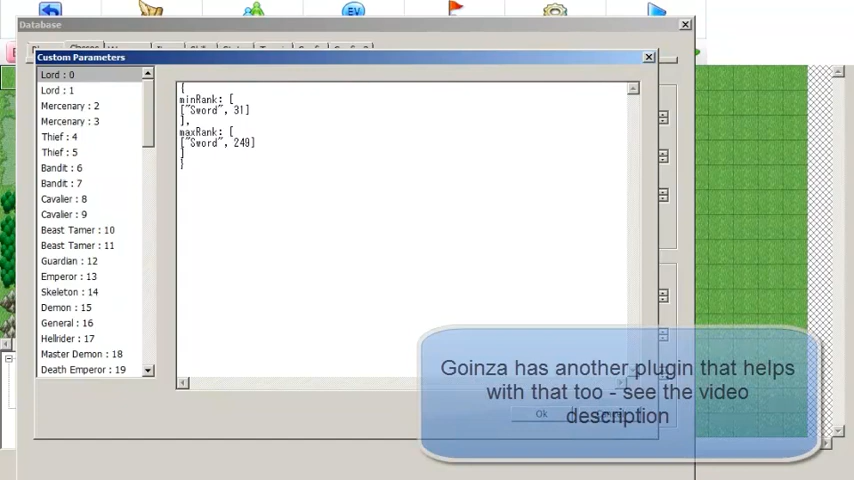 EV
Database
Classes
Custom Parameters
Lord : 0
Lord : 1
Mercenary : 2
Mercenary : 3
Thief : 4
Thief : 5
Bandit : 6
Bandit : 7
Cavalier : 8
Cavalier : 9
Beast Tamer : 10
Beast Tamer : 11
Guardian : 12
Emperor : 13
Skeleton : 14
Demon : 15
General : 16
Hellrider : 17
Master Demon : 18
Death Emperor : 19
{
minRank: [
["Sword", 31]
],
maxRank: [
["Sword", 249]
]
}
Goinza has another plugin that helps
with that too - see the video
description
Ok